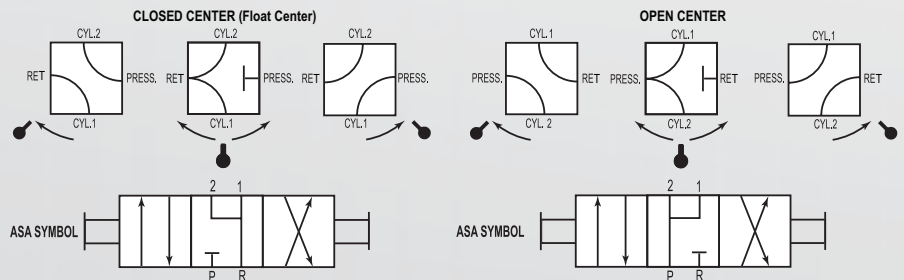 CLOSED CENTER (Float Center)
CYL.2
CYL.2
CYL.2
RET
PRESS.
RET
PRESS.
RET
PRESS.
CYL.1
CYL.1
CYL.1
2 1
ASA SYMBOL
P R
OPEN CENTER
CYL.1
CYL.1
CYL.1
PRESS.
RET
PRESS.
RET
PRESS.
RET
CYL. 2
CYL.2
CYL.2
2 1
ASA SYMBOL
P R